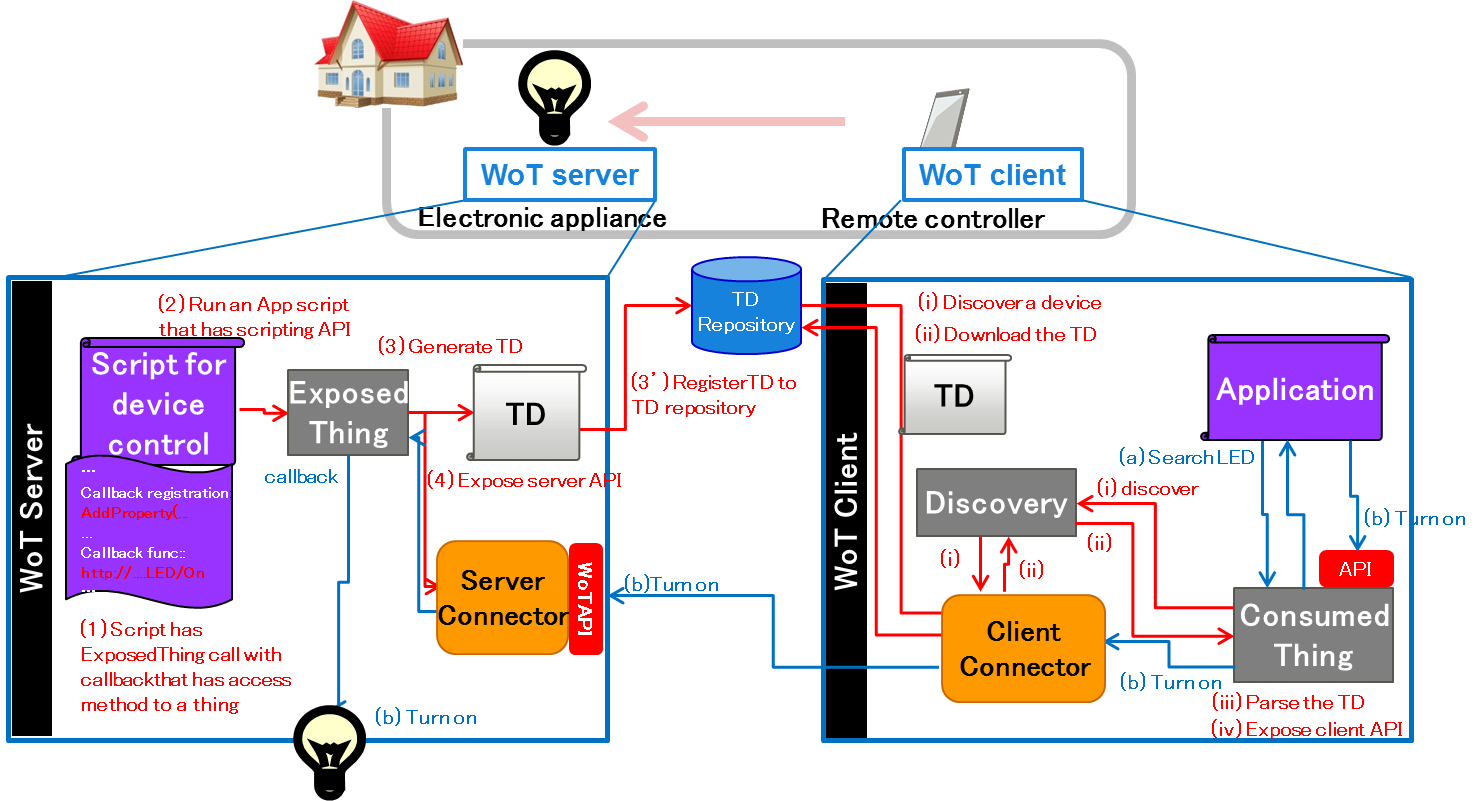 WoT server
WoT client
Electronic appliance
Remote controller
WoT Server
(2) Run an App script
that has scripting API
Script for
device
control
...
Callback registration:
AddProperty(...
...
Callback func::
http://....LED/On
...
(1) Script has
ExposedThing call with
callbackthat has access
method to a thing
Exposed
Thing
callback
(3) Generate TD
TD
(4) Expose server API
Server
Connector
WoTAPI
(b) Turn on
(3') RegisterTD to
TD repository
TD
Repository
(b)Turn on
WoT Client
(i) Discover a device
(ii) Download the TD
TD
Discovery
(i)
(ii)
Client
Connector
Application
(a) Search LED
(i) discover
(ii)
(b) Turn on
API
Consumed
Thing
(b) Turn on
(iii) Parse the TD
(iv) Expose client API